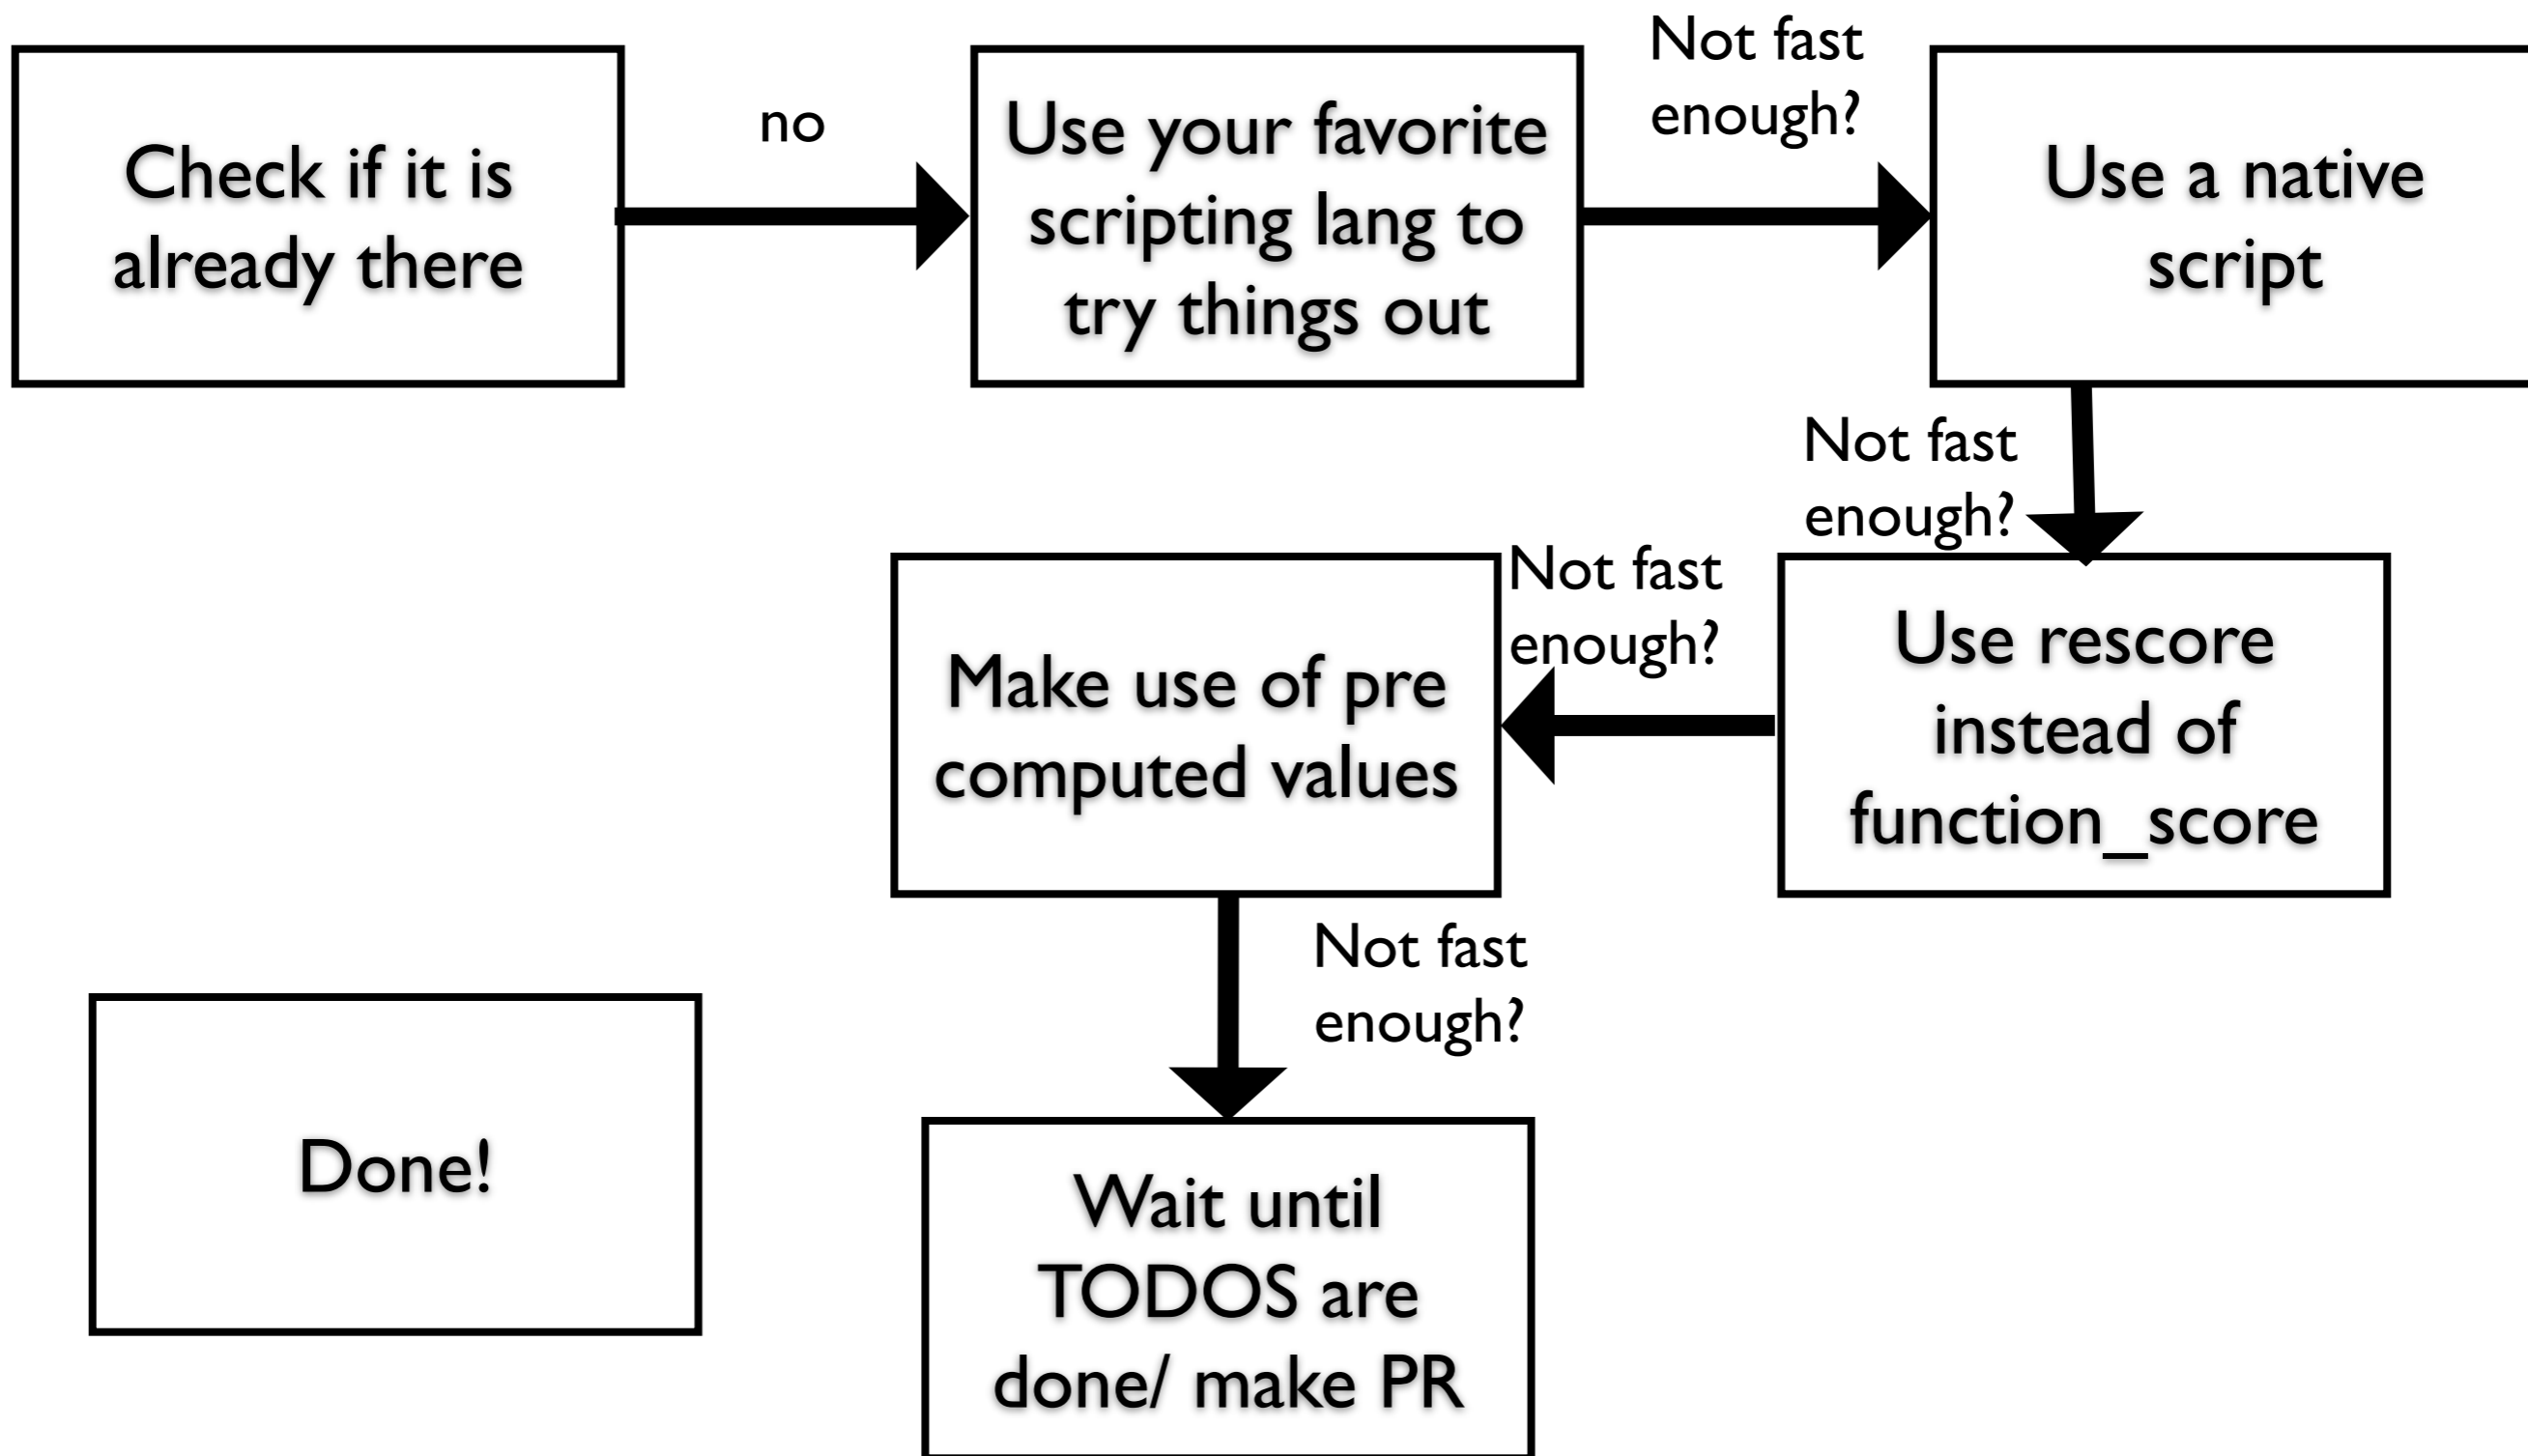 Check if it is
already there
no
Use your favorite
scripting lang to
try things out
Not fast
enough?
Use a native
script
Not fast
enough?
Use rescore
instead of
function_score
Not fast
enough?
Make use of pre
computed values
Not fast
enough?
Wait until
TODOS are
done/ make PR
Done!